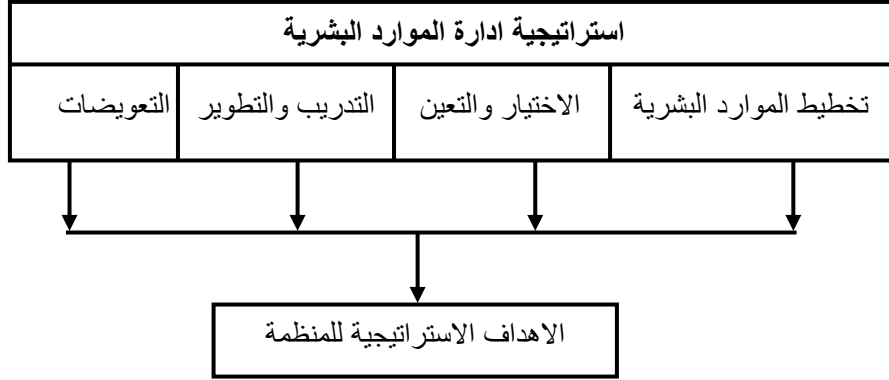 استراتيجية ادارة الموارد البشرية
تخطيط الموارد البشرية
الاختيار والتعين
التدريب والتطوير
التعويضات
الاهداف الاستراتيجية للمنظمة